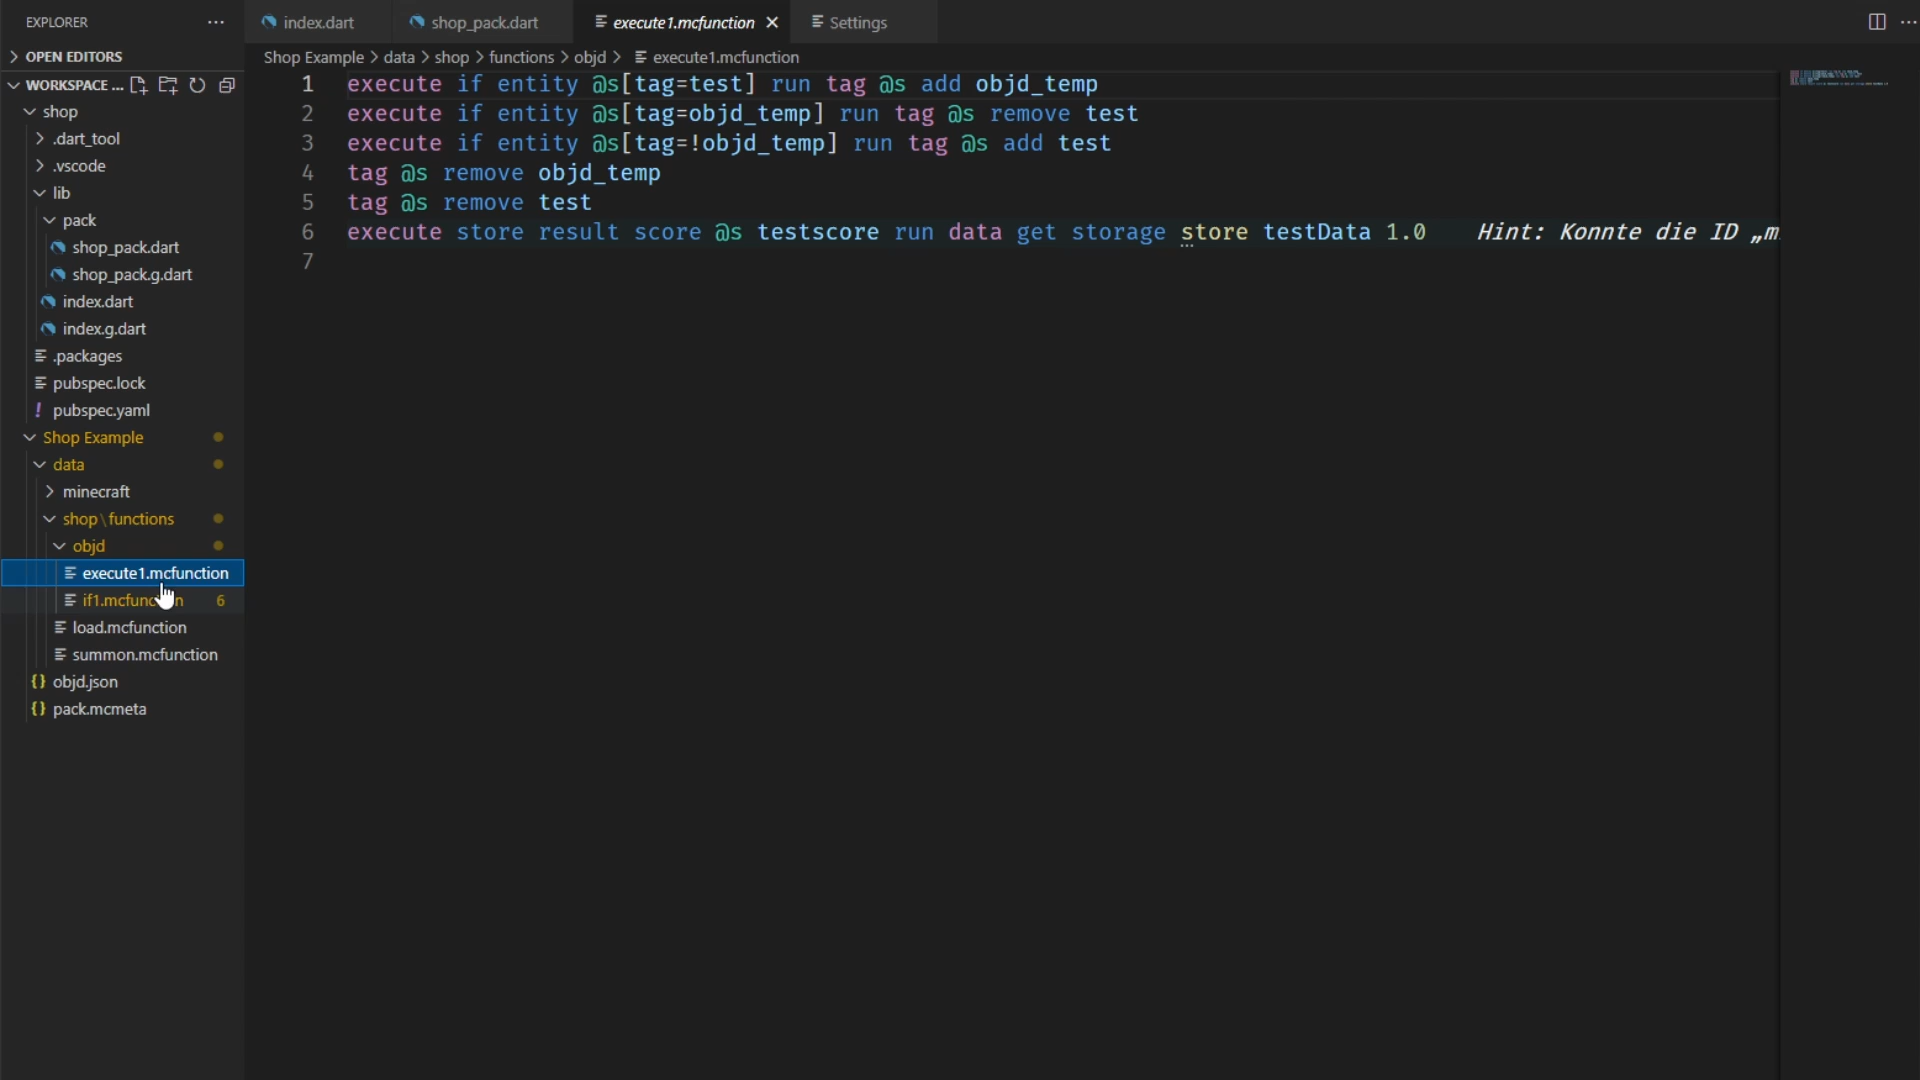 EXPLORER
index.dart
shop_pack.dart
execute1.mcfunction
Settings
OPEN EDITORS
WORKSPACE ...
Shop Example > data > shop > functions > objd > execute1.mcfunction
shop
.dart_tool
.vscode
lib
pack
shop_pack.dart
shop_pack.g.dart
index.dart
index.g.dart
.packages
pubspec.lock
! pubspec.yaml
Shop Example
data
minecraft
shop\functions
objd
execute1.mcfunction
6
load.mcfunction
summon.mcfunction
{} objd.json
{} pack.mcmeta
1 execute if entity @s[tag=test] run tag @s add objd_temp
2 execute if entity @s[tag=objd_temp] run tag @s remove test
3 execute if entity @s[tag=!objd_temp] run tag @s add test
4 tag @s remove objd_temp
5 tag @s remove test
6 execute store result score @s testscore run data get storage store testData 1.0 Hint: Konnte die ID „m
7